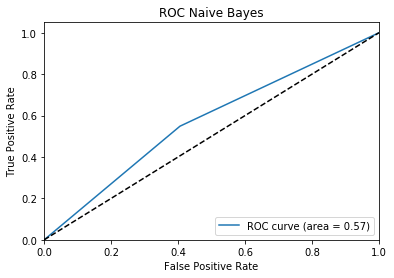 ROC Naive Bayes
1.0
0.8
0.6
0.4
0.2
0.0
True Positive Rate
ROC curve (area = 0.57)
0.0 0.2 0.4 0.6 0.8 1.0
False Positive Rate